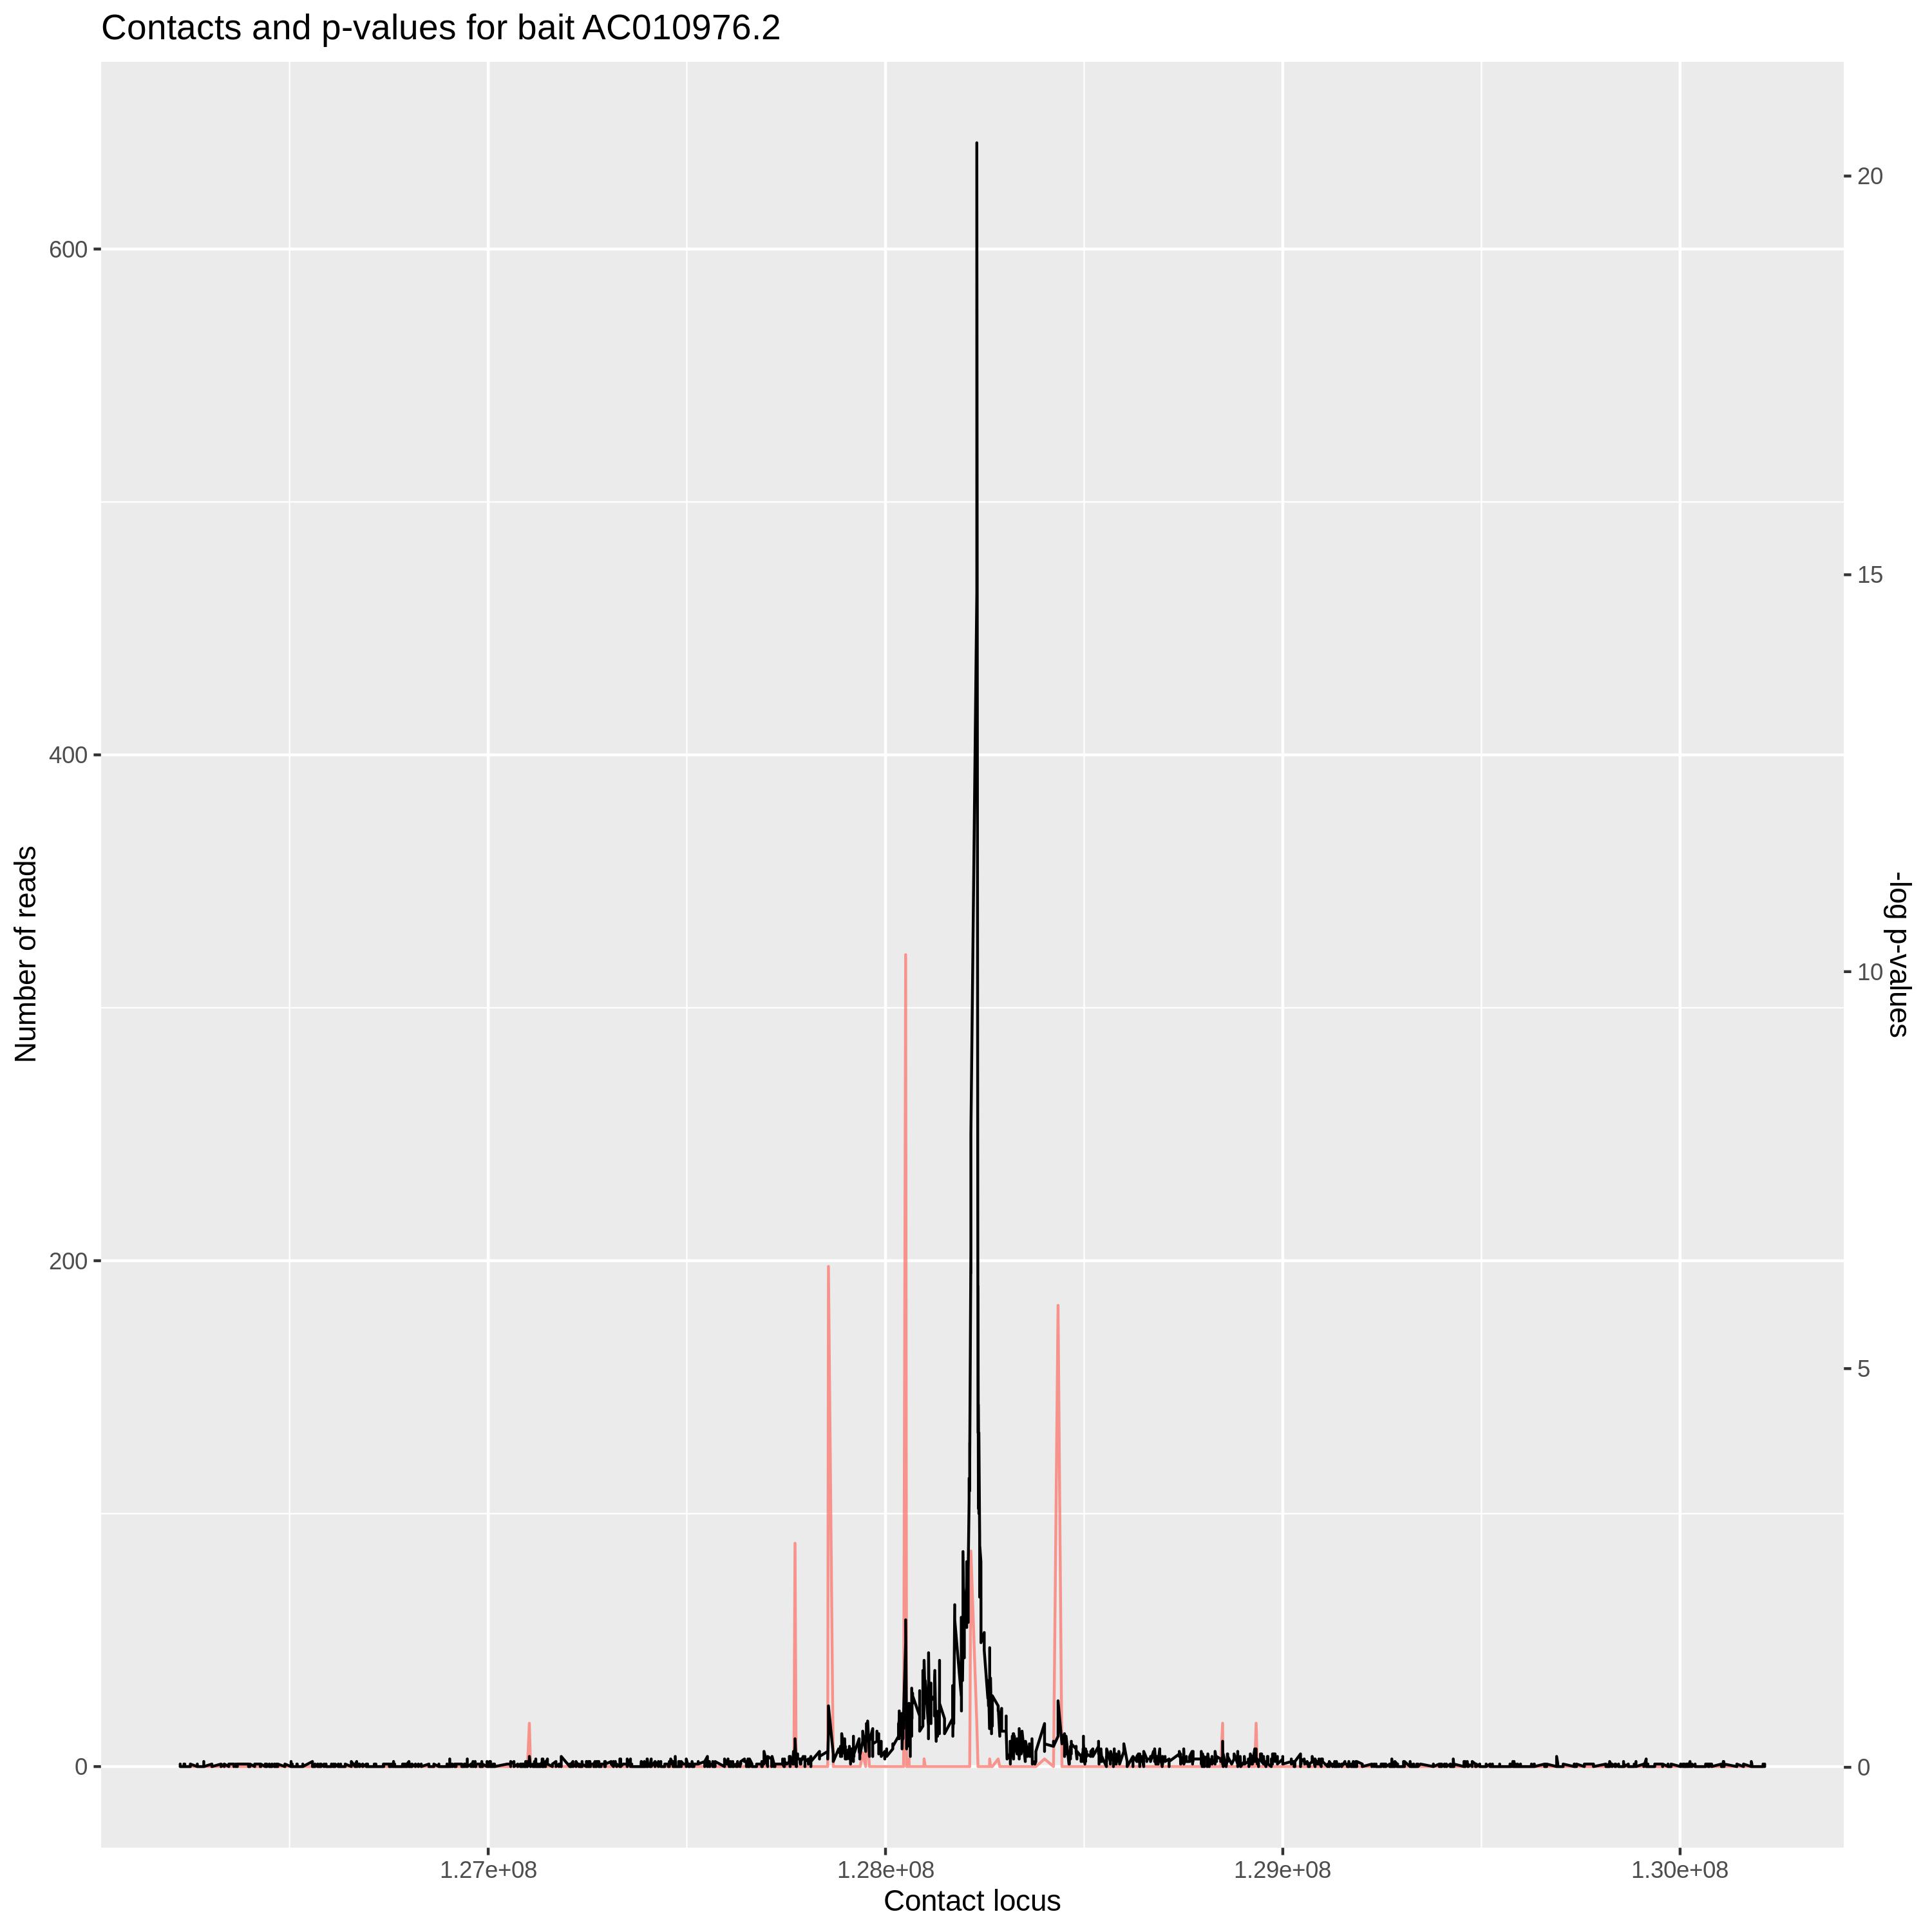 Contacts and p-values for bait AC010976.2
Number of reads
600
400
200
0
20
15
10
5
0
-log p-values
1.27e+08
1.28e+08
1.29e+08
1.30e+08
Contact locus